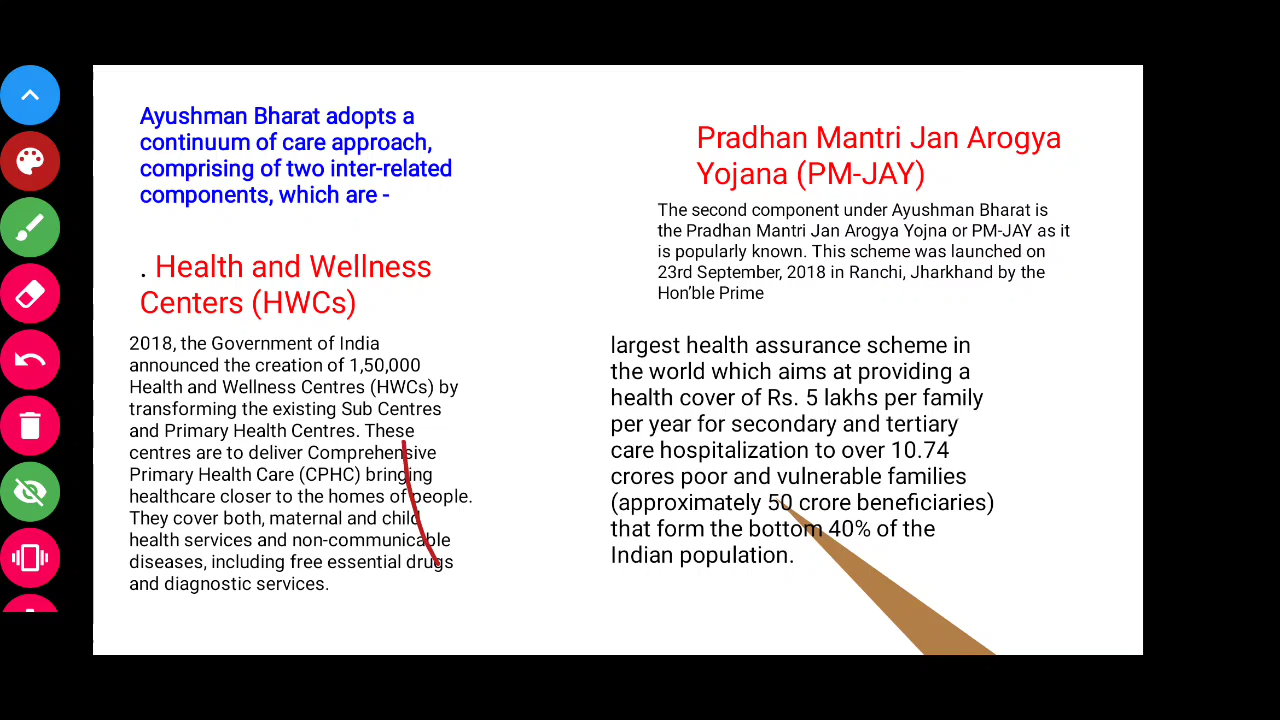 Ayushman Bharat adopts a
continuum of care approach,
comprising of two inter-related
components, which are -
. Health and Wellness
Centers (HWCs)
2018, the Government of India
announced the creation of 1,50,000
Health and Wellness Centres (HWCs) by
transforming the existing Sub Centres
and Primary Health Centres. These
centres are to deliver Comprehensive
Primary Health Care (CPHC) bringing
healthcare closer to the homes of people.
They cover both, maternal and child
health services and non-communicable
diseases, including free essential drugs
and diagnostic services.
Pradhan Mantri Jan Arogya
Yojana (PM-JAY)
The second component under Ayushman Bharat is
the Pradhan Mantri Jan Arogya Yojna or PM-JAY as it
is popularly known. This scheme was launched on
23rd September, 2018 in Ranchi, Jharkhand by the
Hon’ble Prime
largest health assurance scheme in
the world which aims at providing a
health cover of Rs. 5 lakhs per family
per year for secondary and tertiary
care hospitalization to over 10.74
crores poor and vulnerable families
(approximately 50 crore beneficiaries)
that form the bottom 40% of the
Indian population.